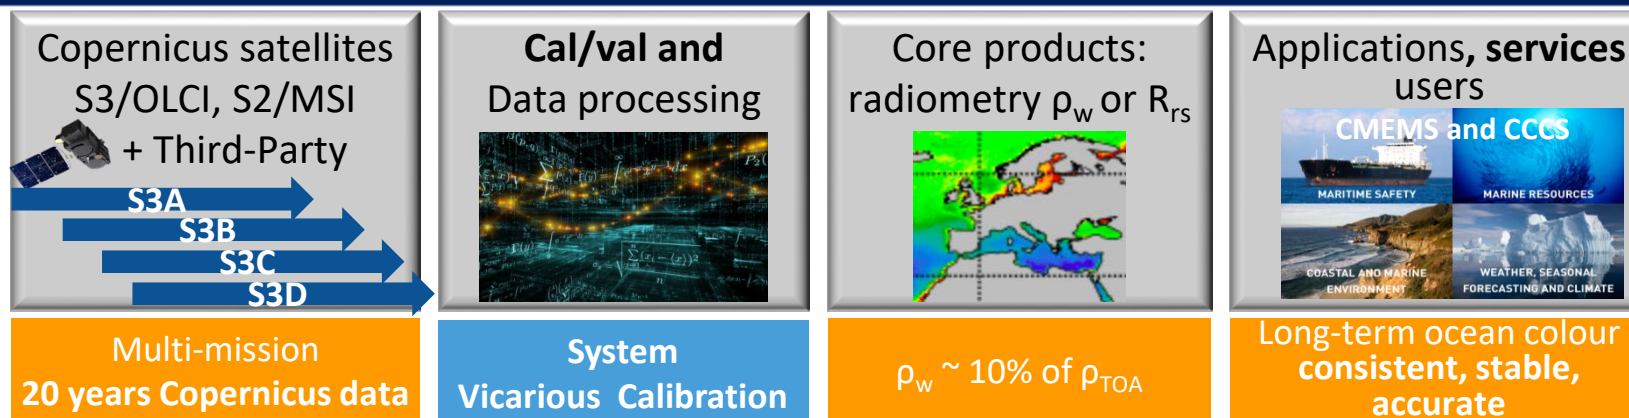 Copernicus satellites
S3/OLCI, S2/MSI
+ Third-Party
S3A
S3B
S3C
S3D
Multi-mission
20 years Copernicus data
Cal/val and
Data processing
System
Vicarious Calibration
Core products:
radiometry ρw or Rrs
ρw ~ 10% of ρTOA
Applications, services
users
CMEMS and CCCS
MARITIME SAFETY
MARINE RESOURCES
COASTAL AND MARINE
ENVIRONMENT
WEATHER, SEASONAL
FORECASTING AND CLIMATE
Long-term ocean colour
consistent, stable,
accurate